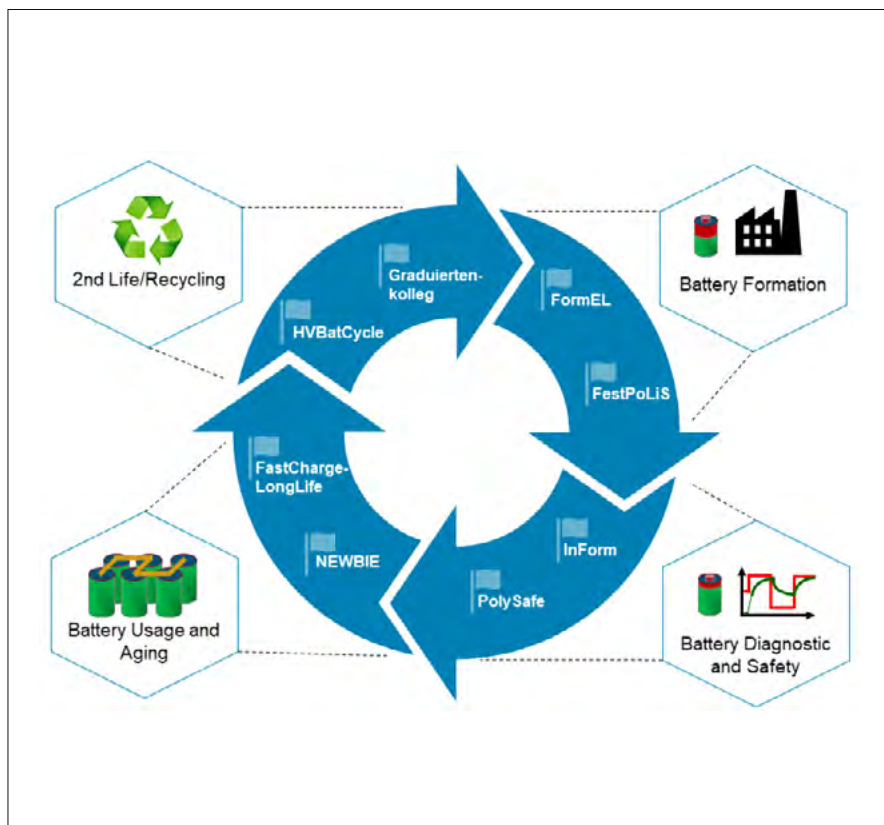 2nd Life/Recycling
Graduierten-
kolleg
HVBatCycle
FormEL
Battery Formation
FestPoLiS
FastCharge-
LongLife
NEWBIE
InForm
PolySafe
Battery Usage and
Aging
Battery Diagnostic
and Safety